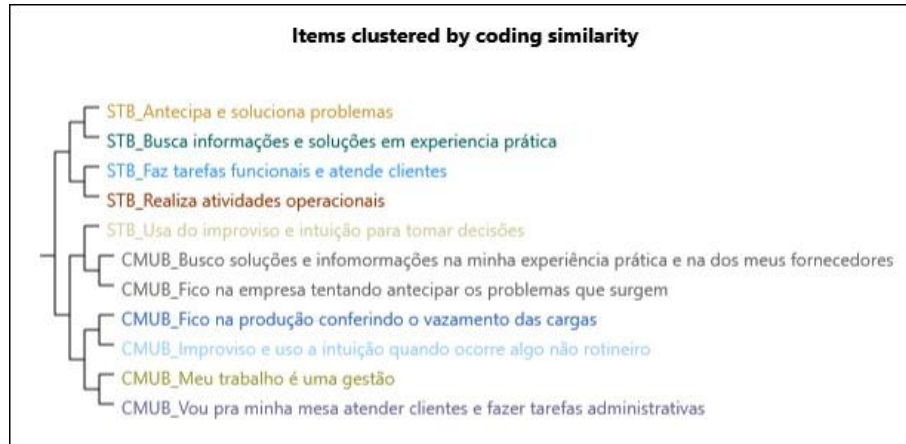 Items clustered by coding similarity
STB_Antecipa e soluciona problemas
STB_Busca informações e soluções em experiencia prática
STB_Faz tarefas funcionais e atende clientes
STB_Realiza atividades operacionais
STB_Usa do improviso e intuição para tomar decisões
CMUB_Busco soluções e infomormações na minha experiência prática e na dos meus fornecedores
CMUB_Fico na empresa tentando antecipar os problemas que surgem
CMUB_Fico na produção conferindo o vazamento das cargas
CMUB_Improviso e uso a intuição quando ocorre algo não rotineiro
CMUB_Meu trabalho é uma gestão
CMUB_Vou pra minha mesa atender clientes e fazer tarefas administrativas